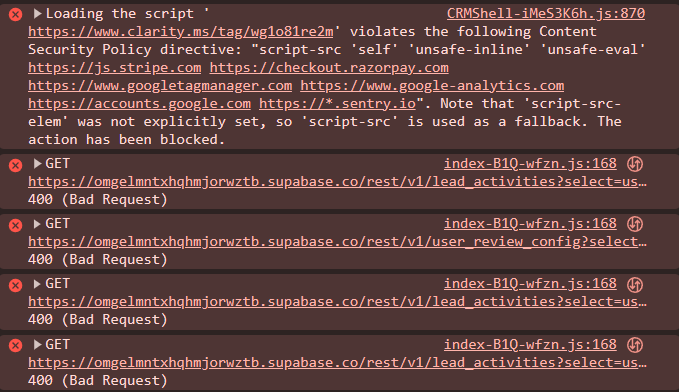 ▶Loading the script ' CRMShell-iMeS3K6h.js:870
https://www.clarity.ms/tag/wg1o81re2m' violates the following Content
Security Policy directive: "script-src 'self' 'unsafe-inline' 'unsafe-eval'
https://js.stripe.com https://checkout.razorpay.com
https://www.googletagmanager.com https://www.google-analytics.com
https://accounts.google.com https://*.sentry.io". Note that 'script-src-
elem' was not explicitly set, so 'script-src' is used as a fallback. The
action has been blocked.
▶GET index-B1Q-wfzn.js:168
https://omgelmntxhqhmjorwztb.supabase.co/rest/v1/lead_activities?select=us…
400 (Bad Request)
▶GET index-B1Q-wfzn.js:168
https://omgelmntxhqhmjorwztb.supabase.co/rest/v1/user_review_config?select…
400 (Bad Request)
▶GET index-B1Q-wfzn.js:168
https://omgelmntxhqhmjorwztb.supabase.co/rest/v1/lead_activities?select=us…
400 (Bad Request)
▶GET index-B1Q-wfzn.js:168
https://omgelmntxhqhmjorwztb.supabase.co/rest/v1/lead_activities?select=us…
400 (Bad Request)